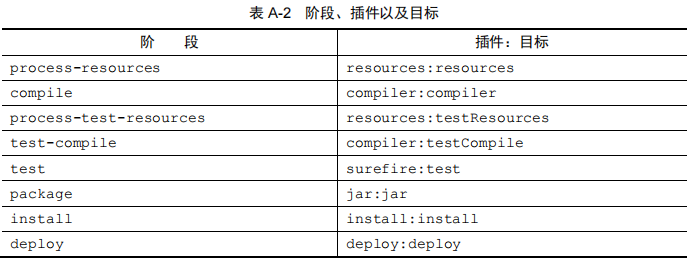 表 A-2 阶段、插件以及目标
阶 段 插件：目标
process-resources resources:resources
compile compiler:compiler
process-test-resources resources:testResources
test-compile compiler:testCompile
test surefire:test
package jar:jar
install install:install
deploy deploy:deploy